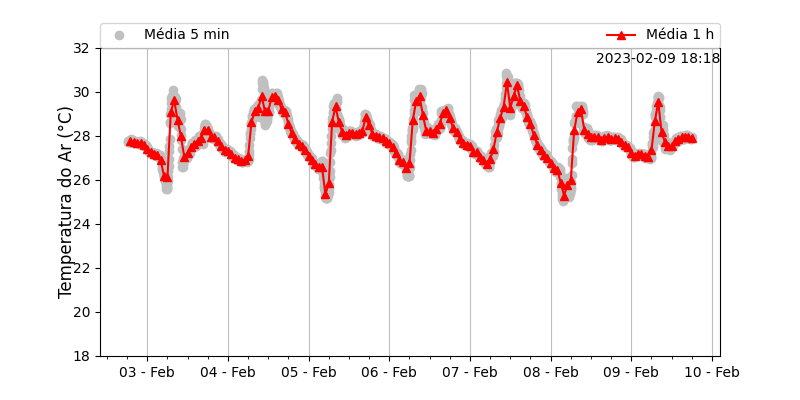 Média 5 min
Média 1 h
2023-02-09 18:18
Temperatura do Ar (°C)
32
30
28
26
24
22
20
18
03 - Feb
04 - Feb
05 - Feb
06 - Feb
07 - Feb
08 - Feb
09 - Feb
10 - Feb